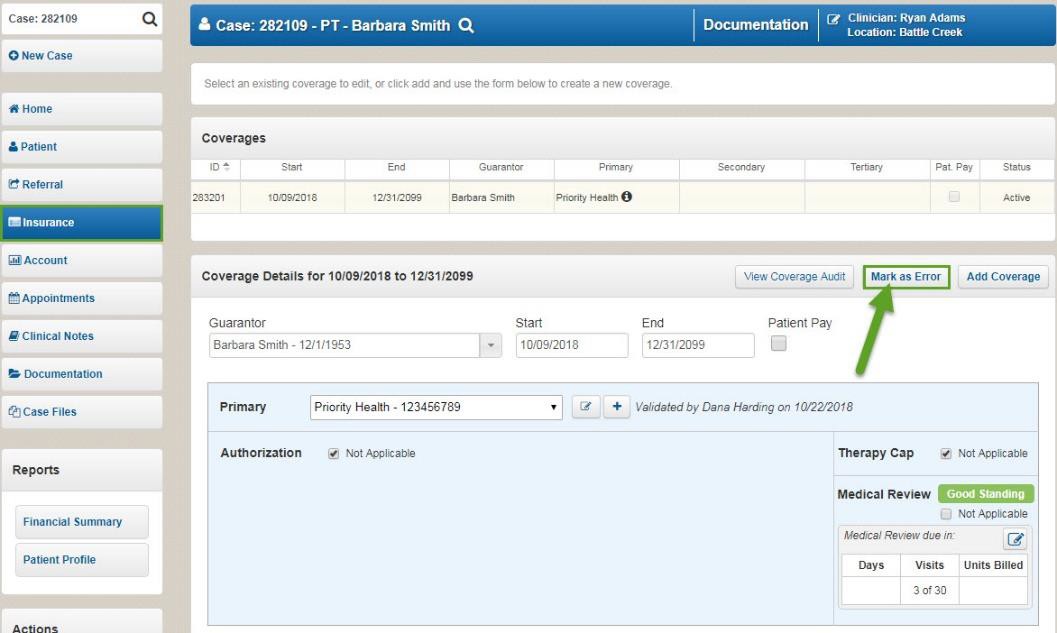 Case: 282109
New Case
Home
Patient
Referral
Insurance
Account
Appointments
Clinical Notes
Documentation
Case Files
Reports
Financial Summary
Patient Profile
Actions
Case: 282109 - PT - Barbara Smith
Documentation
Clinician: Ryan Adams
Location: Battle Creek
Select an existing coverage to edit, or click add and use the form below to create a new coverage.
Coverages
ID Start End Guarantor Primary Secondary Tertiary Pat. Pay Status
283201 10/09/2018 12/31/2099 Barbara Smith Priority Health Active
Coverage Details for 10/09/2018 to 12/31/2099
View Coverage Audit Mark as Error Add Coverage
Guarantor Start End Patient Pay
Barbara Smith - 12/1/1953 10/09/2018 12/31/2099
Primary Priority Health - 123456789 Validated by Dana Harding on 10/22/2018
Authorization Not Applicable
Therapy Cap Not Applicable
Medical Review Good Standing
Not Applicable
Medical Review due in:
Days Visits Units Billed
3 of 30